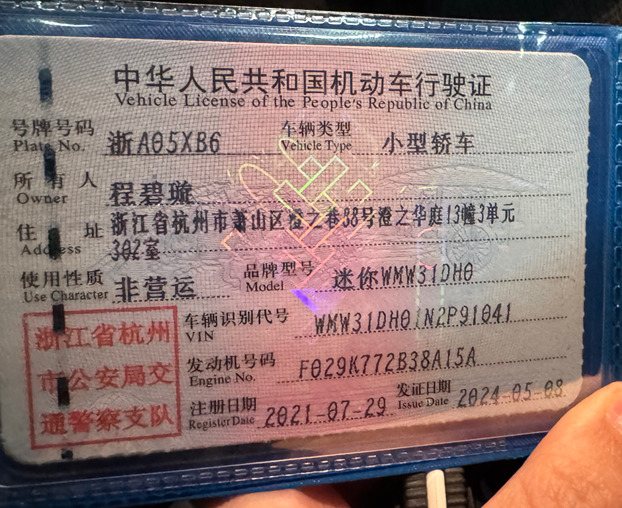 中华人民共和国机动车行驶证
Vehicle License of the People's Republic of China
号牌号码 浙A05XB6 车辆类型 小型轿车
Plate No. Vehicle Type
所有人 程碧璇
Owner
住址 浙江省杭州市萧山区澄之巷38号澄之华庭13幢3单元
Address 302室
使用性质 非营运 品牌型号 迷你WMW31DH0
Use Character Model
浙江省杭州
市公安局交
通警察支队
车辆识别代号 WMW31DH01N2P91041
VIN
发动机号码 F029K772B38A15A
Engine No.
注册日期 2021-07-29 发证日期 2024-05-08
Register Date Issue Date